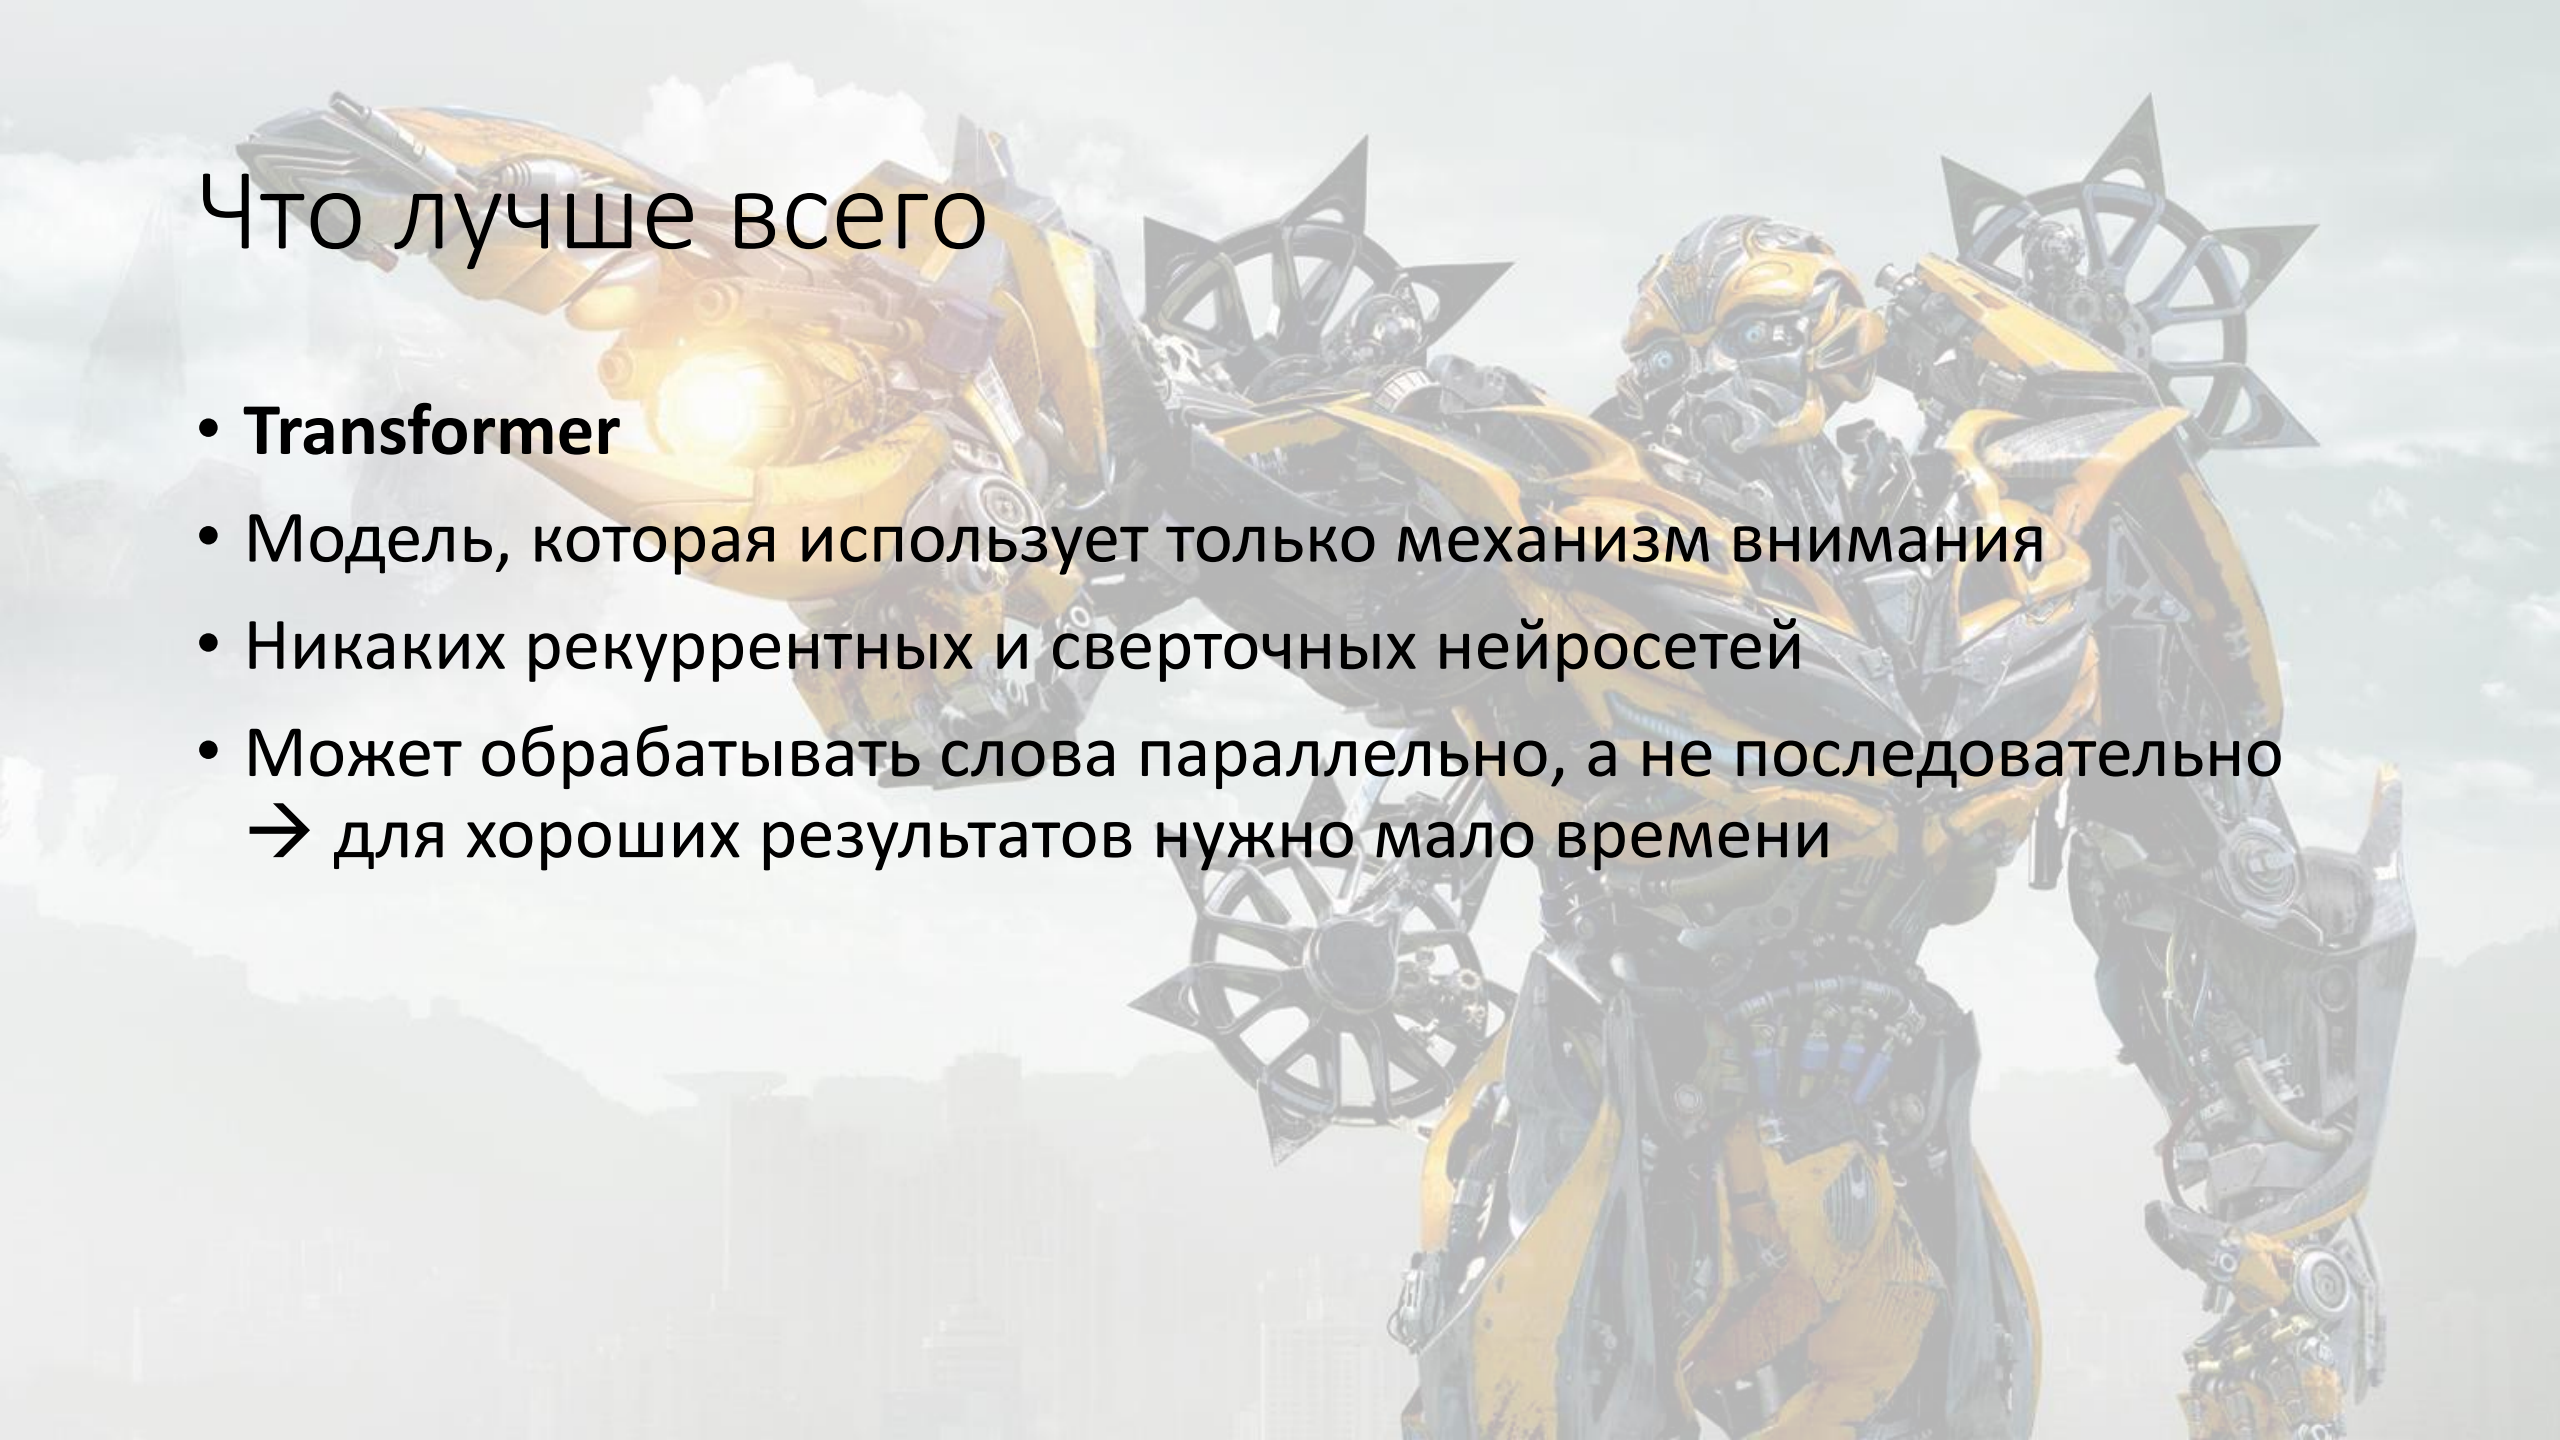 Что лучше всего
• Transformer
• Модель, которая использует только механизм внимания
• Никаких рекуррентных и сверточных нейросетей
• Может обрабатывать слова параллельно, а не последовательно
→ для хороших результатов нужно мало времени